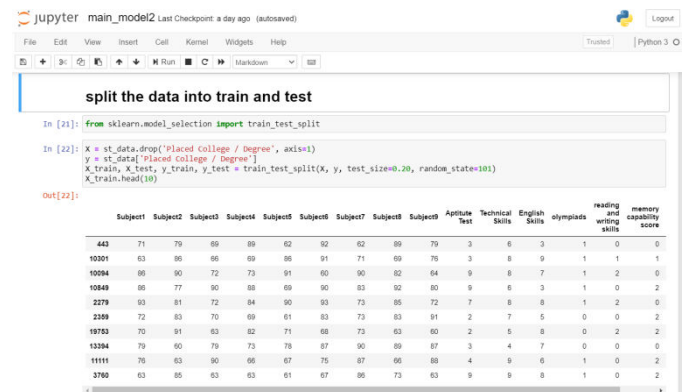 jupyter main_model2 Last Checkpoint: a day ago (autosaved) Logout
File Edit View Insert Cell Kernel Widgets Help Trusted Python 3
Run Markdown
split the data into train and test
In [21]: from sklearn.model_selection import train_test_split
In [22]: X = st_data.drop('Placed College / Degree', axis=1)
y = st_data['Placed College / Degree']
X_train, X_test, y_train, y_test = train_test_split(X, y, test_size=0.20, random_state=101)
X_train.head(10)
Out[22]:
Subject1 Subject2 Subject3 Subject4 Subject5 Subject6 Subject7 Subject8 Subject9 Aptitute Test Technical Skills English Skills olympiads reading and writing skills memory capability score
443 71 79 69 89 62 92 62 89 79 3 6 3 1 0 0
10301 63 86 66 69 86 91 71 69 76 3 8 9 1 1 1
10094 86 90 72 73 91 60 90 82 64 9 8 7 1 2 0
10849 86 77 90 88 69 90 83 92 80 9 6 3 1 0 2
2279 93 81 72 84 90 93 73 85 72 7 8 8 1 2 0
2359 72 83 70 69 61 83 73 83 91 2 7 5 0 0 2
19753 70 91 63 82 71 68 73 63 60 2 5 8 0 2 2
13394 79 60 79 73 78 87 90 89 87 3 4 7 0 0 2
11111 76 63 90 66 67 75 87 66 88 4 9 6 1 0 2
3760 63 85 63 63 61 67 86 73 63 9 9 8 1 0 2